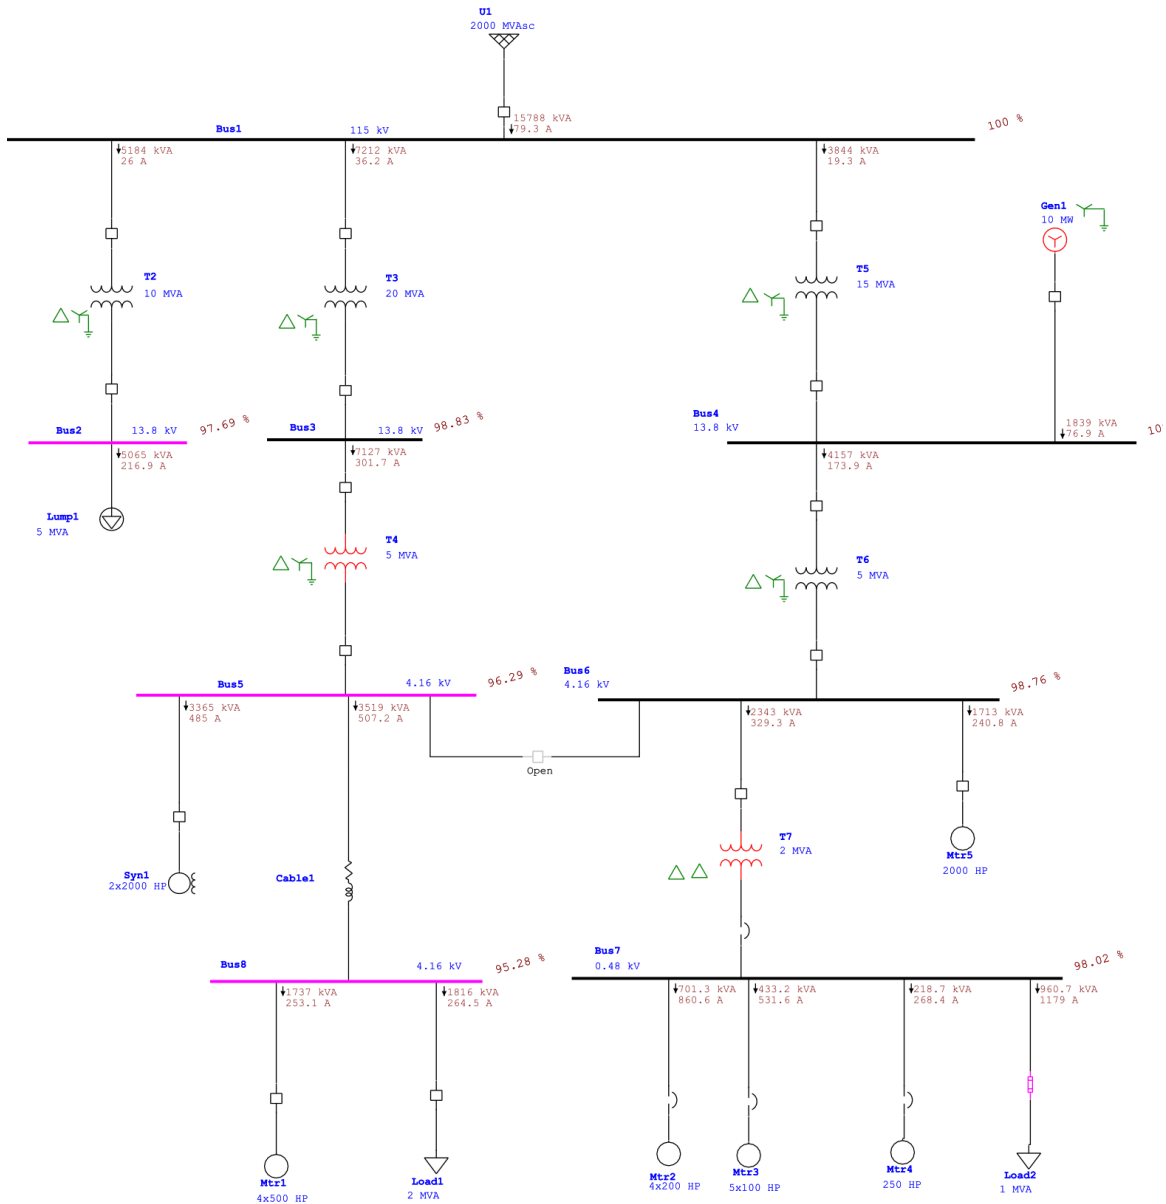 U1
2000 MVAsc
15788 kVA
79.3 A
Bus1
115 kV
100 %
5184 kVA
26 A
7212 kVA
36.2 A
3844 kVA
19.3 A
Gen1
10 MW
T2
10 MVA
T3
20 MVA
T5
15 MVA
Bus2
13.8 kV
97.69 %
5065 kVA
216.9 A
Bus3
13.8 kV
98.83 %
7127 kVA
301.7 A
Bus4
13.8 kV
1839 kVA
76.9 A
10
4157 kVA
173.9 A
Lump1
5 MVA
T4
5 MVA
T6
5 MVA
Bus5
4.16 kV
96.29 %
3365 kVA
485 A
3519 kVA
507.2 A
Bus6
4.16 kV
98.76 %
2343 kVA
329.3 A
1713 kVA
240.8 A
Open
Syn1
2x2000 HP
Cable1
T7
2 MVA
Mtr5
2000 HP
Bus8
4.16 kV
95.28 %
1737 kVA
253.1 A
1816 kVA
264.5 A
Bus7
0.48 kV
98.02 %
701.3 kVA
860.6 A
433.2 kVA
531.6 A
218.7 kVA
268.4 A
960.7 kVA
1179 A
Mtr1
4x500 HP
Load1
2 MVA
Mtr2
4x200 HP
Mtr3
5x100 HP
Mtr4
250 HP
Load2
1 MVA